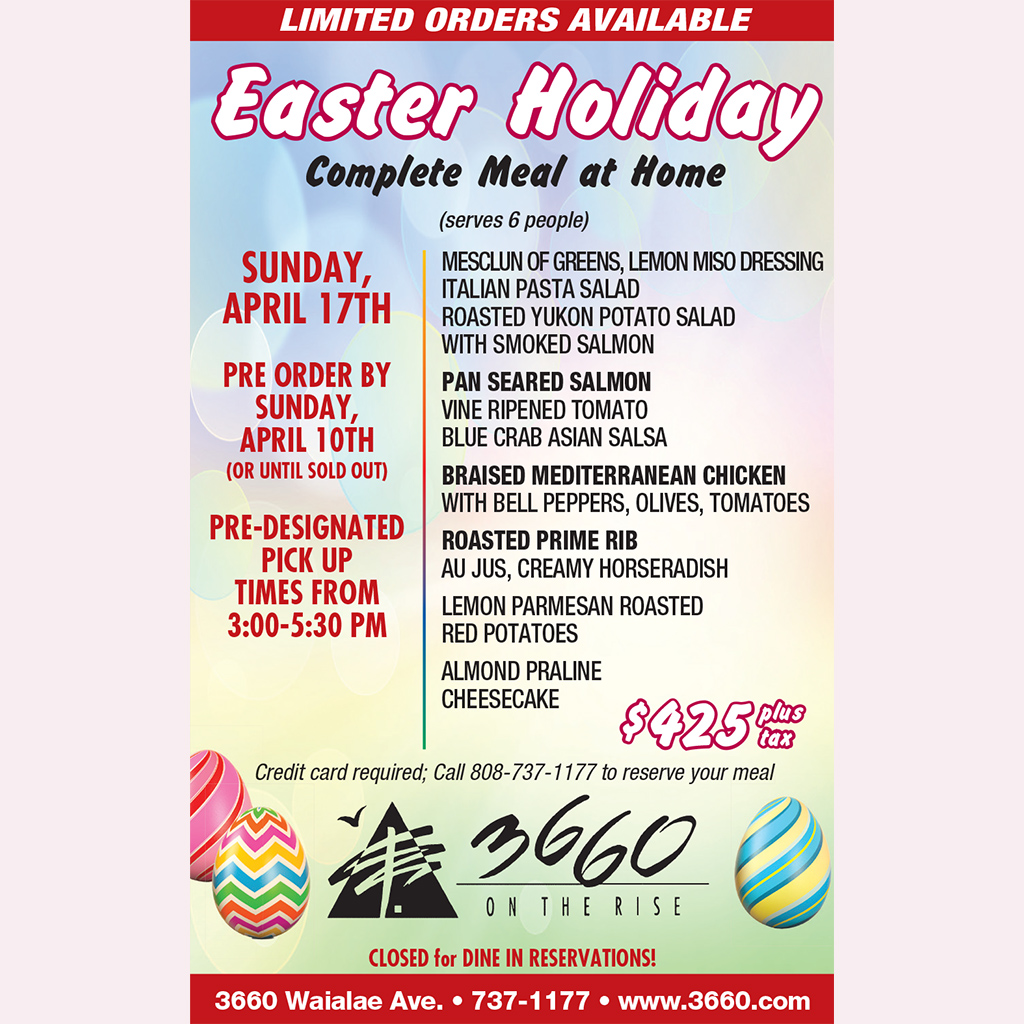 LIMITED ORDERS AVAILABLE
Easter Holiday
Complete Meal at Home
(serves 6 people)
SUNDAY,
APRIL 17TH
PRE ORDER BY
SUNDAY,
APRIL 10TH
(OR UNTIL SOLD OUT)
PRE-DESIGNATED
PICK UP
TIMES FROM
3:00-5:30 PM
MESCLUN OF GREENS, LEMON MISO DRESSING
ITALIAN PASTA SALAD
ROASTED YUKON POTATO SALAD
WITH SMOKED SALMON
PAN SEARED SALMON
VINE RIPENED TOMATO
BLUE CRAB ASIAN SALSA
BRAISED MEDITERRANEAN CHICKEN
WITH BELL PEPPERS, OLIVES, TOMATOES
ROASTED PRIME RIB
AU JUS, CREAMY HORSERADISH
LEMON PARMESAN ROASTED
RED POTATOES
ALMOND PRALINE
CHEESECAKE
$425 plus tax
Credit card required; Call 808-737-1177 to reserve your meal
3660
ON THE RISE
CLOSED for DINE IN RESERVATIONS!
3660 Waialae Ave. • 737-1177 • www.3660.com